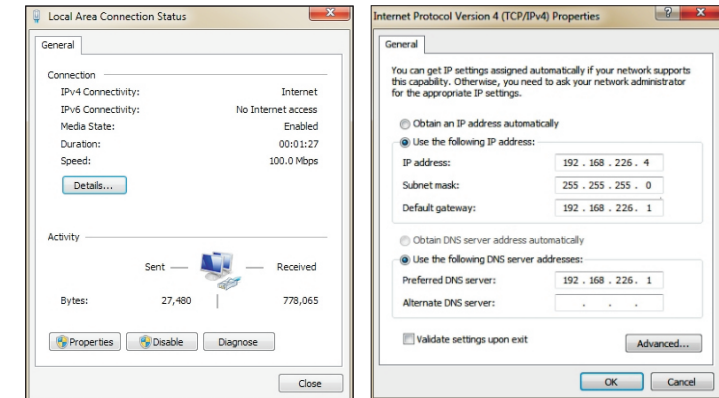 Local Area Connection Status
General
Connection
IPv4 Connectivity: Internet
IPv6 Connectivity: No Internet access
Media State: Enabled
Duration: 00:01:27
Speed: 100.0 Mbps
Details...
Activity
Sent Received
Bytes: 27,480 778,065
Properties Disable Diagnose
Close
Internet Protocol Version 4 (TCP/IPv4) Properties
General
You can get IP settings assigned automatically if your network supports
this capability. Otherwise, you need to ask your network administrator
for the appropriate IP settings.
Obtain an IP address automatically
Use the following IP address:
IP address: 192 . 168 . 226 . 4
Subnet mask: 255 . 255 . 255 . 0
Default gateway: 192 . 168 . 226 . 1
Obtain DNS server address automatically
Use the following DNS server addresses:
Preferred DNS server: 192 . 168 . 226 . 1
Alternate DNS server: . . .
Validate settings upon exit
Advanced...
OK Cancel